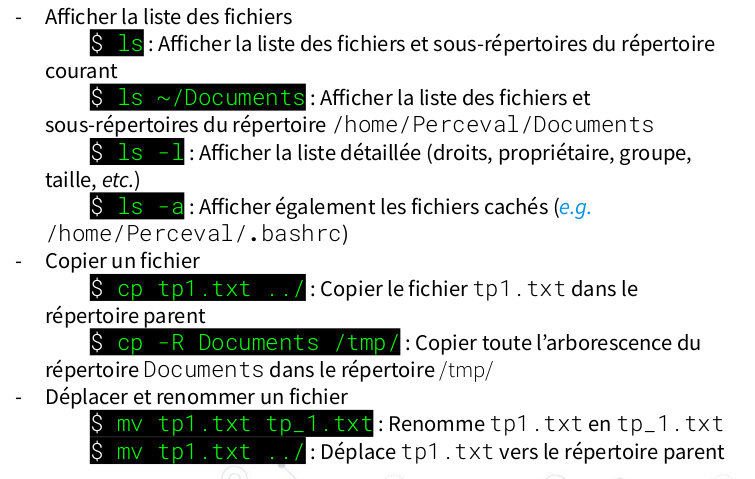 - Afficher la liste des fichiers
$ ls : Afficher la liste des fichiers et sous-répertoires du répertoire
courant
$ ls ~/Documents : Afficher la liste des fichiers et
sous-répertoires du répertoire /home/Perceval/Documents
$ ls -l : Afficher la liste détaillée (droits, propriétaire, groupe,
taille, etc.)
$ ls -a : Afficher également les fichiers cachés (e.g.
/home/Perceval/.bashrc)
- Copier un fichier
$ cp tp1.txt ../ : Copier le fichier tp1.txt dans le
répertoire parent
$ cp -R Documents /tmp/ : Copier toute l’arborescence du
répertoire Documents dans le répertoire /tmp/
- Déplacer et renommer un fichier
$ mv tp1.txt tp_1.txt : Renomme tp1.txt en tp_1.txt
$ mv tp1.txt ../ : Déplace tp1.txt vers le répertoire parent